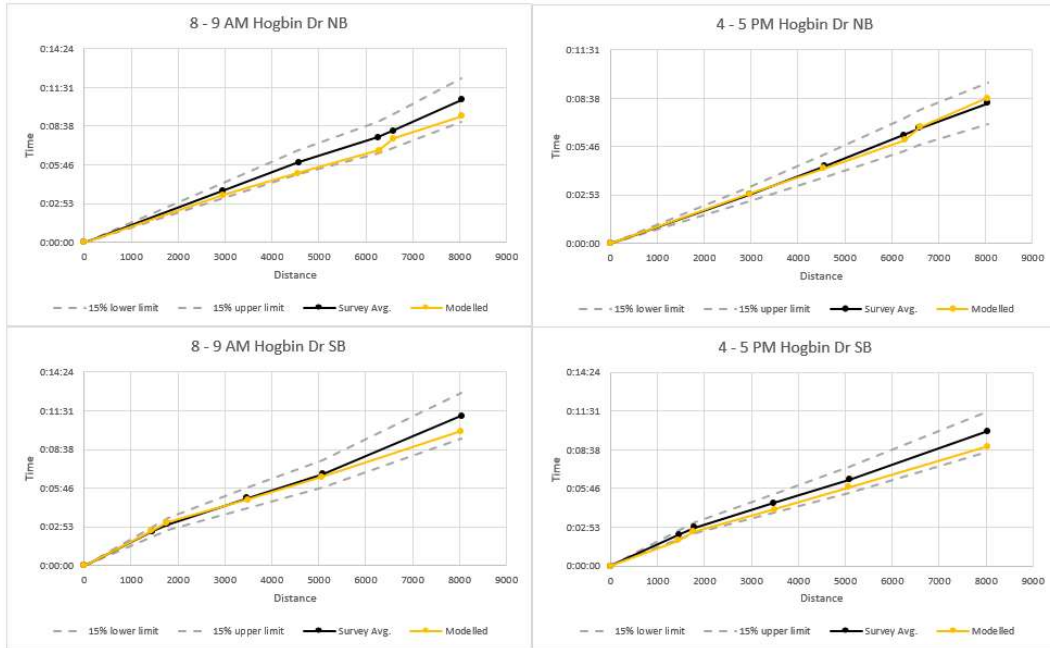 8 - 9 AM Hogbin Dr NB
0:14:24
0:11:31
0:08:38
0:05:46
0:02:53
0:00:00
Time
0 1000 2000 3000 4000 5000 6000 7000 8000 9000
Distance
15% lower limit 15% upper limit Survey Avg. Modelled
4 - 5 PM Hogbin Dr NB
0:11:31
0:08:38
0:05:46
0:02:53
0:00:00
Time
0 1000 2000 3000 4000 5000 6000 7000 8000 9000
Distance
15% lower limit 15% upper limit Survey Avg. Modelled
8 - 9 AM Hogbin Dr SB
0:14:24
0:11:31
0:08:38
0:05:46
0:02:53
0:00:00
Time
0 1000 2000 3000 4000 5000 6000 7000 8000 9000
Distance
15% lower limit 15% upper limit Survey Avg. Modelled
4 - 5 PM Hogbin Dr SB
0:14:24
0:11:31
0:08:38
0:05:46
0:02:53
0:00:00
Time
0 1000 2000 3000 4000 5000 6000 7000 8000 9000
Distance
15% lower limit 15% upper limit Survey Avg. Modelled